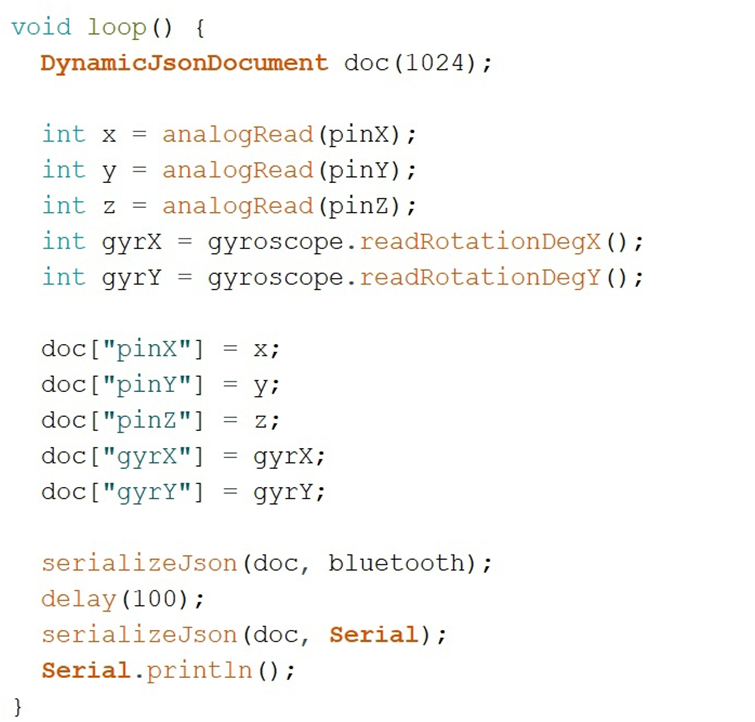 void loop() {
  DynamicJsonDocument doc(1024);

  int x = analogRead(pinX);
  int y = analogRead(pinY);
  int z = analogRead(pinZ);
  int gyrX = gyroscope.readRotationDegX();
  int gyrY = gyroscope.readRotationDegY();

  doc["pinX"] = x;
  doc["pinY"] = y;
  doc["pinZ"] = z;
  doc["gyrX"] = gyrX;
  doc["gyrY"] = gyrY;

  serializeJson(doc, bluetooth);
  delay(100);
  serializeJson(doc, Serial);
  Serial.println();
}